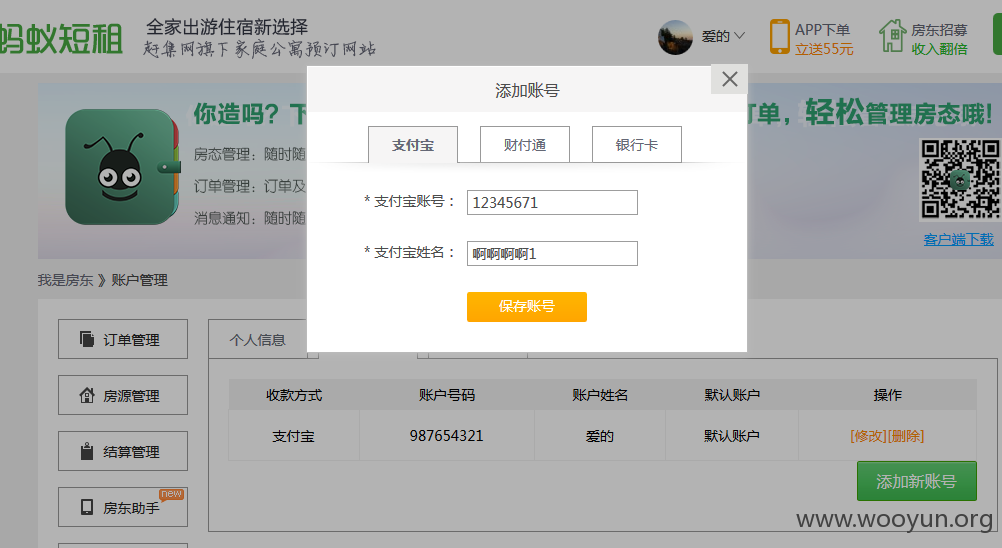 蚂蚁短租
全家出游住宿新选择
赶集网旗下家庭公寓预订网站
爱的
APP下单
立送55元
房东招募
收入翻倍
添加账号
你造吗？下
订单，轻松管理房态哦!
房态管理：随时随
订单管理：订单及
消息通知：随时随
客户端下载
支付宝
财付通
银行卡
* 支付宝账号：
12345671
* 支付宝姓名：
啊啊啊啊1
保存账号
我是房东 》账户管理
订单管理
房源管理
结算管理
房东助手
new
个人信息
收款方式 账户号码 账户姓名 默认账户 操作
支付宝 987654321 爱的 默认账户 [修改][删除]
添加新账号
www.wooyun.org